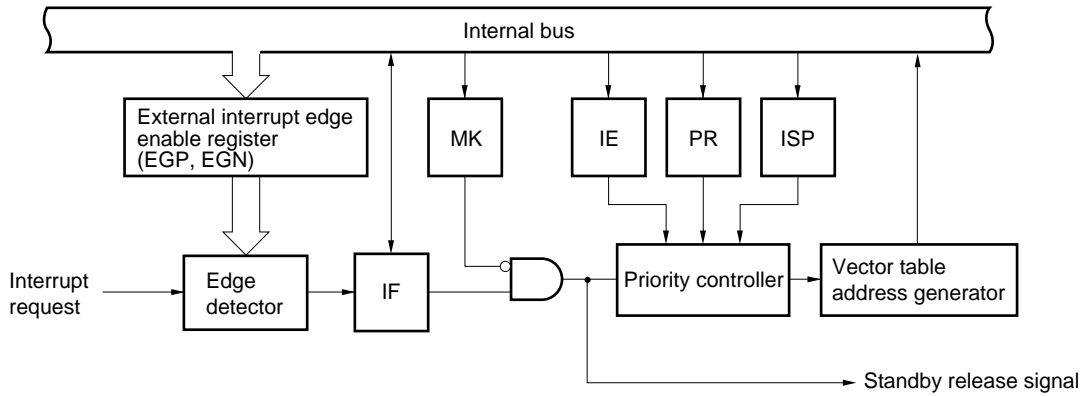 Internal bus
External interrupt edge
enable register
(EGP, EGN)
MK
IE
PR
ISP
Interrupt
request
Edge
detector
IF
Priority controller
Vector table
address generator
Standby release signal